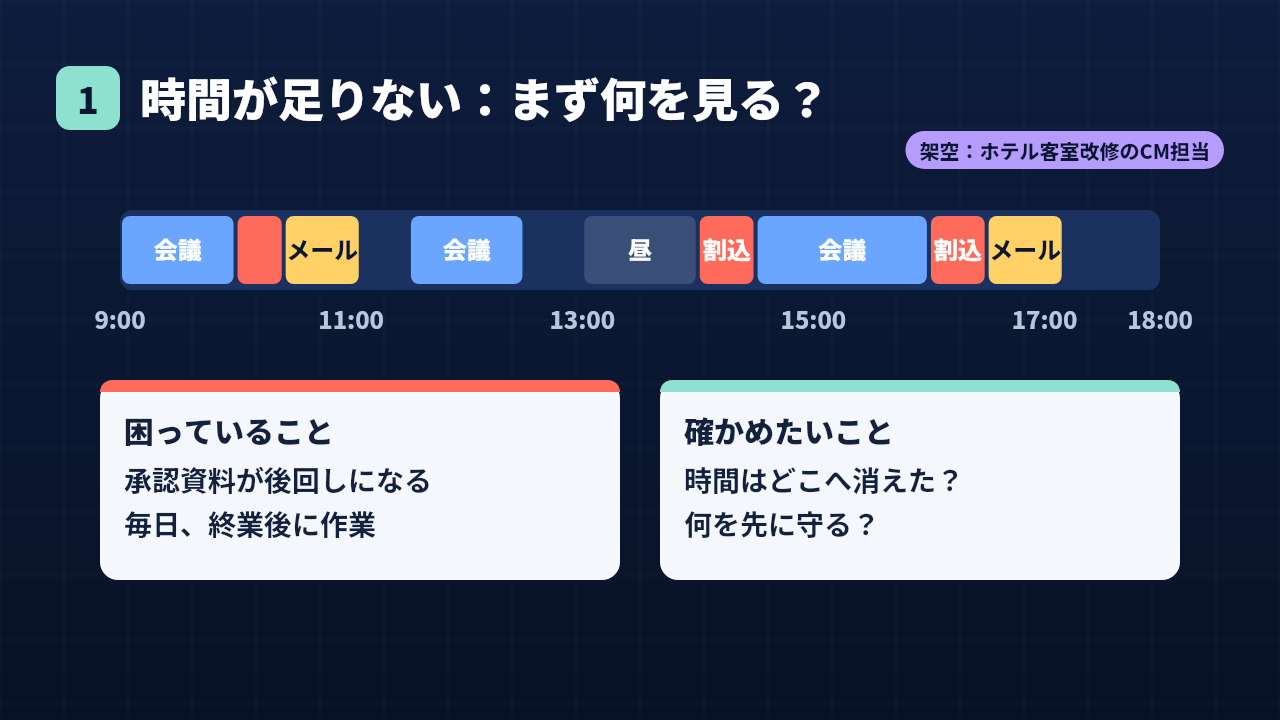 1
時間が足りない：まず何を見る？
架空：ホテル客室改修のCM担当
会議
メール
会議
昼
割込
会議
割込
メール
9:00
11:00
13:00
15:00
17:00
18:00
困っていること
承認資料が後回しになる
毎日、終業後に作業
確かめたいこと
時間はどこへ消えた？
何を先に守る？